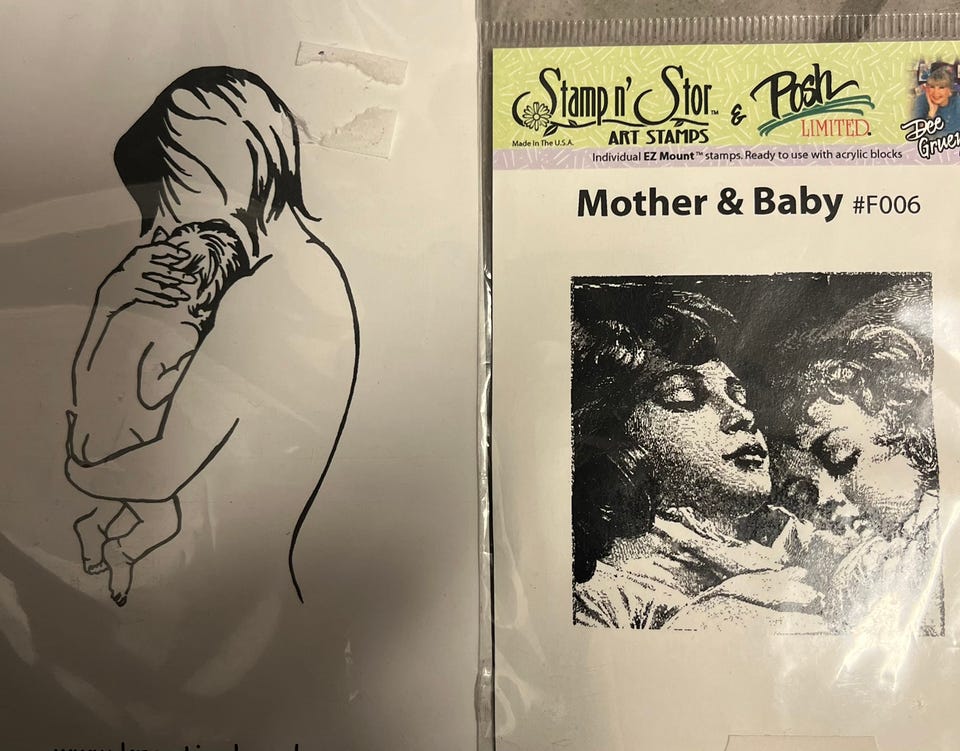 Stamp n' Stor™ & Posh
LIMITED.
ART STAMPS
Made In The U.S.A.
Dee
Individual EZ Mount™ stamps. Ready to use with acrylic blocks
Mother & Baby #F006